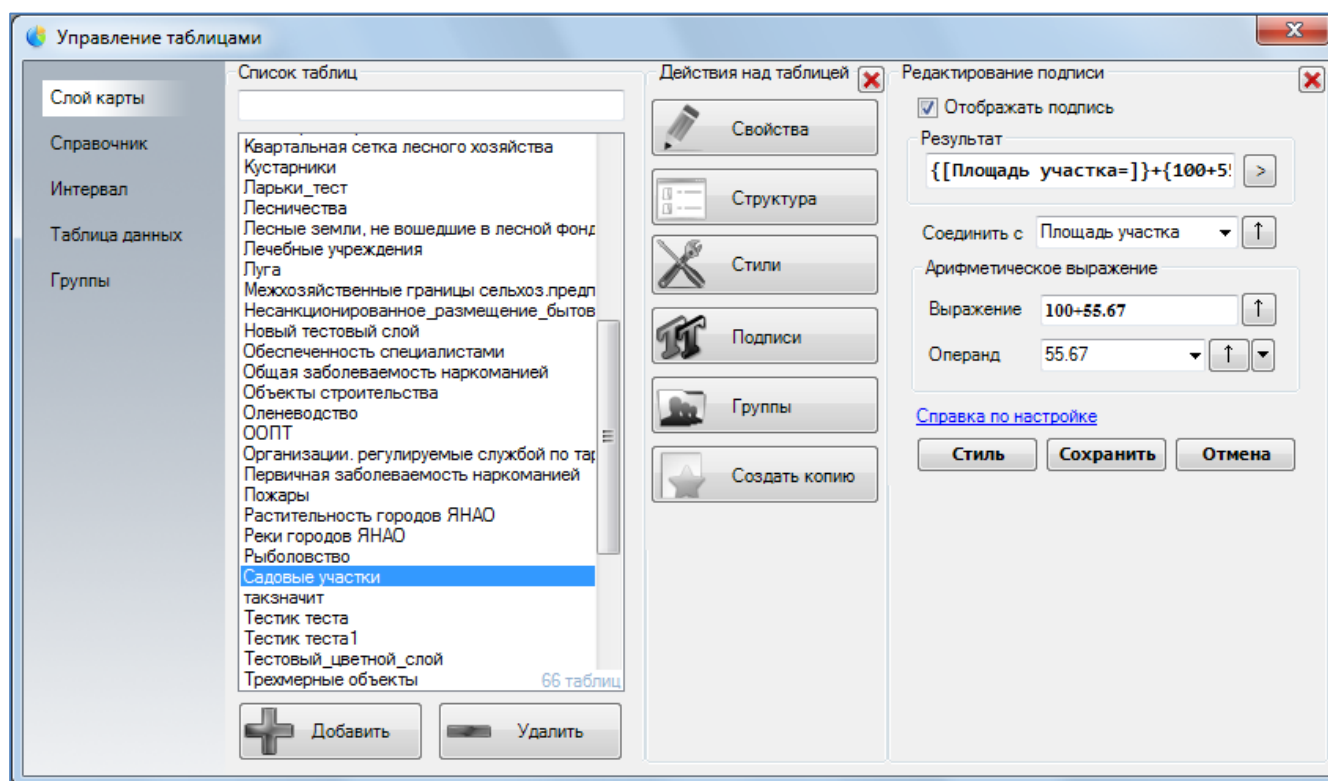 Управление таблицами
Слой карты
Справочник
Интервал
Таблица данных
Группы
Список таблиц
Квартальная сетка лесного хозяйства
Кустарники
Ларьки_тест
Лесничества
Лесные земли, не вошедшие в лесной фонд
Лечебные учреждения
Луга
Межхозяйственные границы сельхоз.предп
Несанкционированное_размещение_бытов
Новый тестовый слой
Обеспеченность специалистами
Общая заболеваемость наркоманией
Объекты строительства
Оленеводство
ООПТ
Организации. регулируемые службой по тар
Первичная заболеваемость наркоманией
Пожары
Растительность городов ЯНАО
Реки городов ЯНАО
Рыболовство
Садовые участки
такзначит
Тестик теста
Тестик теста1
Тестовый_цветной_слой
Трехмерные объекты
66 таблиц
Добавить
Удалить
Действия над таблицей
Свойства
Структура
Стили
Подписи
Группы
Создать копию
Редактирование подписи
Отображать подпись
Результат
{[Площадь участка=]}+{100+5
>
Соединить с Площадь участка ↑
Арифметическое выражение
Выражение 100+55.67 ↑
Операнд 55.67 ↑
Справка по настройке
Стиль Сохранить Отмена